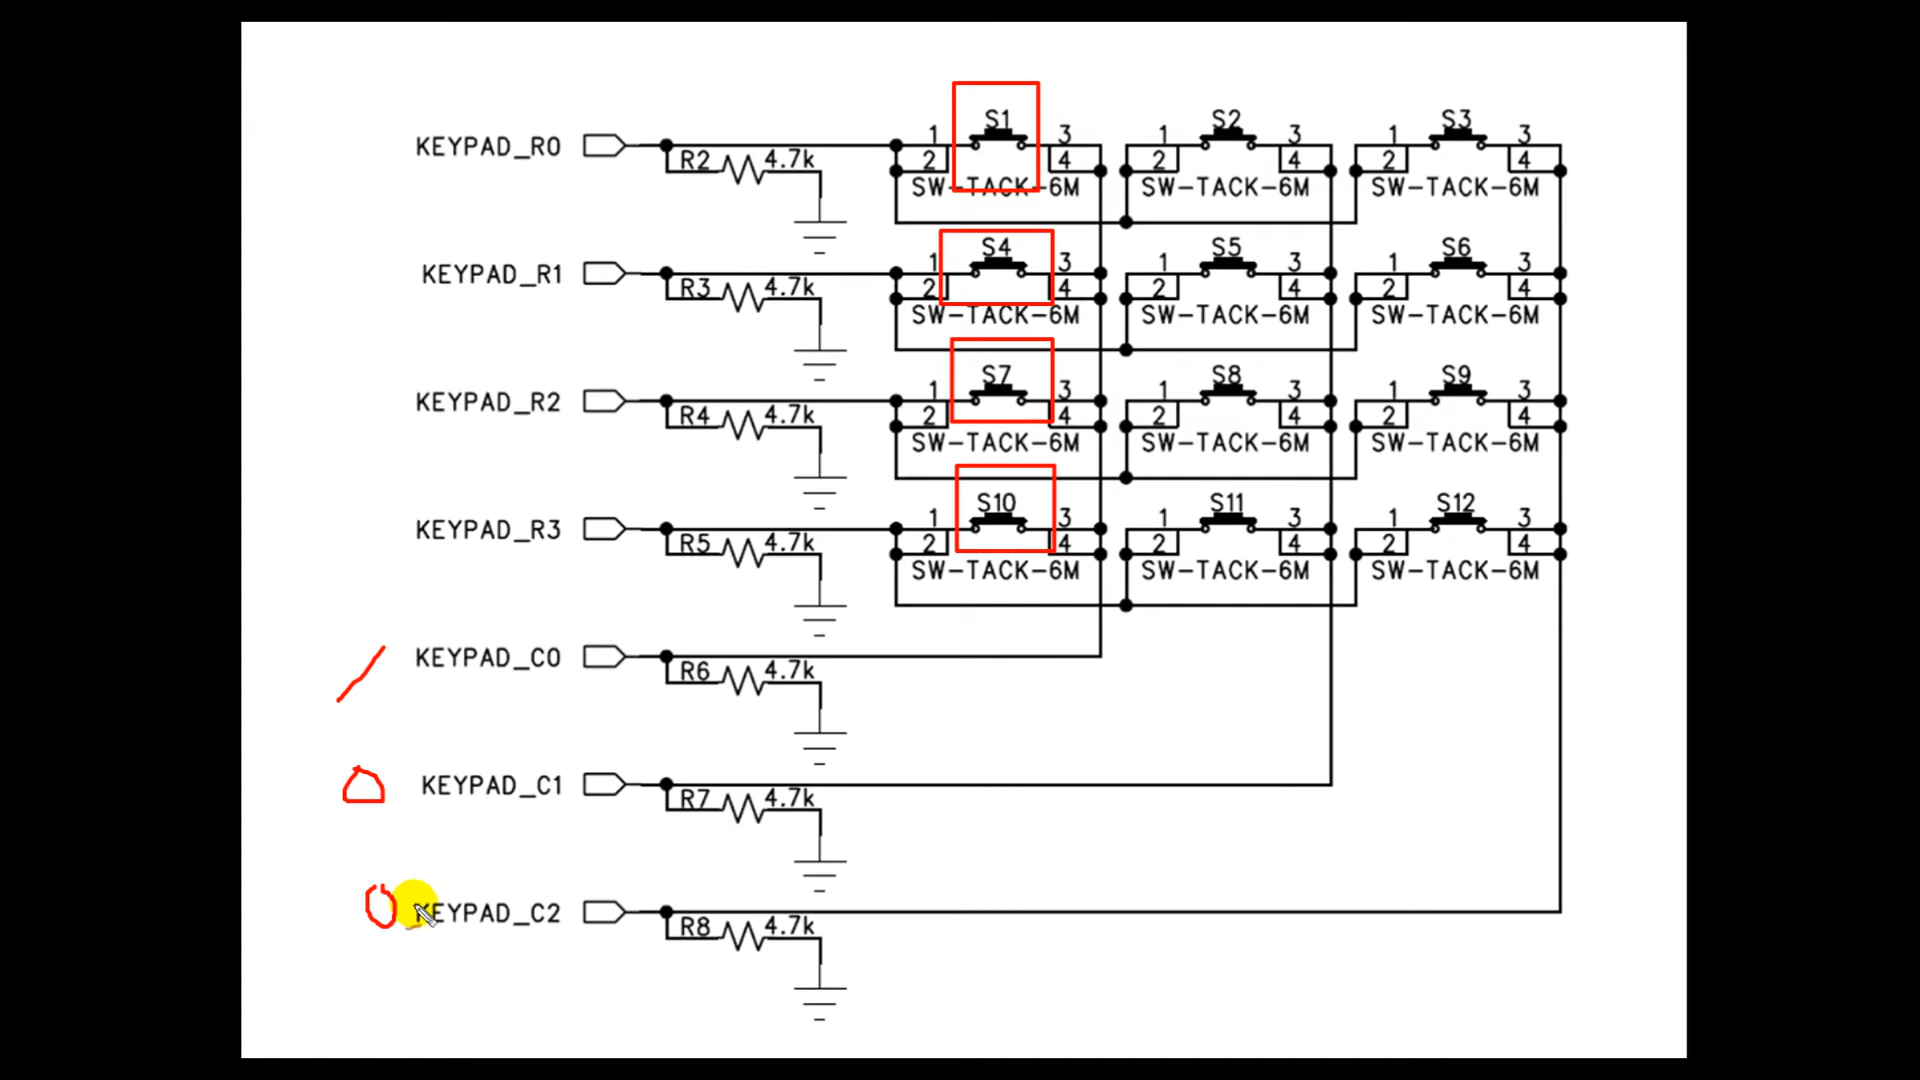 S1 S2 S3
KEYPAD_R0 R2 4.7k 1 2 3 4 1 2 3 4 1 2 3 4
SW-TACK-6M SW-TACK-6M SW-TACK-6M
S4 S5 S6
KEYPAD_R1 R3 4.7k 1 2 3 4 1 2 3 4 1 2 3 4
SW-TACK-6M SW-TACK-6M SW-TACK-6M
S7 S8 S9
KEYPAD_R2 R4 4.7k 1 2 3 4 1 2 3 4 1 2 3 4
SW-TACK-6M SW-TACK-6M SW-TACK-6M
S10 S11 S12
KEYPAD_R3 R5 4.7k 1 2 3 4 1 2 3 4 1 2 3 4
SW-TACK-6M SW-TACK-6M SW-TACK-6M
KEYPAD_C0 R6 4.7k
KEYPAD_C1 R7 4.7k
KEYPAD_C2 R8 4.7k